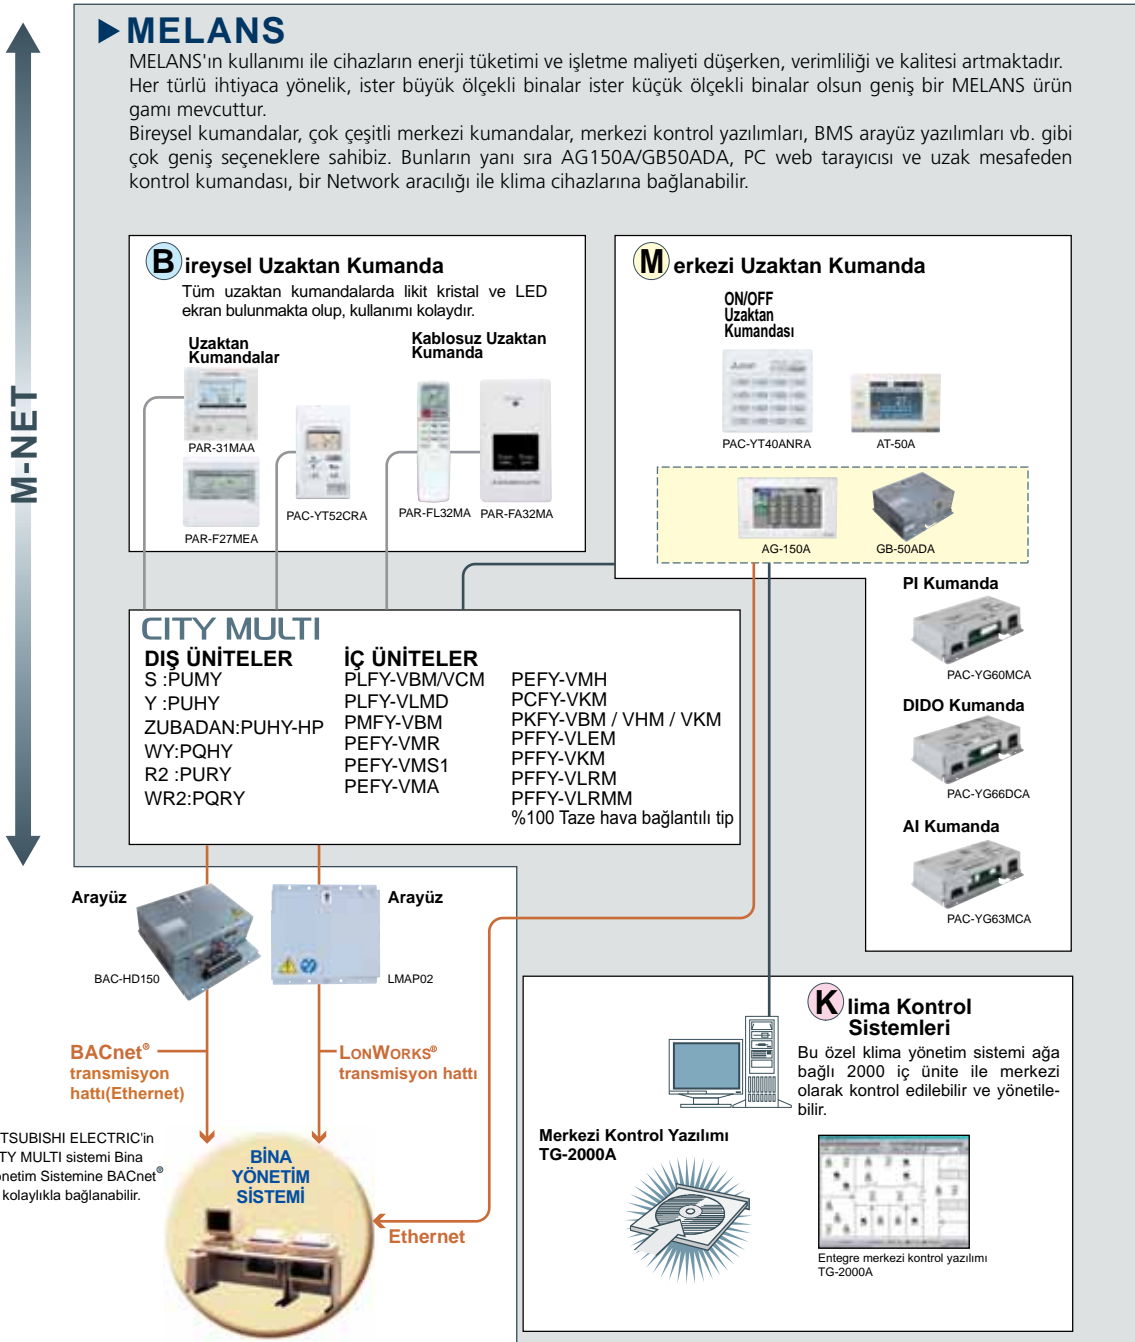 MELANS
MELANS'ın kullanımı ile cihazların enerji tüketimi ve işletme maliyeti düşerken, verimliliği ve kalitesi artmaktadır.
Her türlü ihtiyaca yönelik, ister büyük ölçekli binalar ister küçük ölçekli binalar olsun geniş bir MELANS ürün
gamı mevcuttur.
Bireysel kumandalar, çok çeşitli merkezi kumandalar, merkezi kontrol yazılımları, BMS arayüz yazılımları vb. gibi
çok geniş seçeneklere sahibiz. Bunların yanı sıra AG150A/GB50ADA, PC web tarayıcısı ve uzak mesafeden
kontrol kumandası, bir Network aracılığı ile klima cihazlarına bağlanabilir.
M-NET
Bireysel Uzaktan Kumanda
Tüm uzaktan kumandalarda likit kristal ve LED
ekran bulunmakta olup, kullanımı kolaydır.
Uzaktan
Kumandalar
Kablosuz Uzaktan
Kumanda
PAR-31MAA
PAR-F27MEA
PAC-YT52CRA
PAR-FL32MA
PAR-FA32MA
Merkezi Uzaktan Kumanda
ON/OFF
Uzaktan
Kumandası
PAC-YT40ANRA
AT-50A
AG-150A
GB-50ADA
PI Kumanda
PAC-YG60MCA
DIDO Kumanda
PAC-YG66DCA
AI Kumanda
PAC-YG63MCA
CITY MULTI
DIŞ ÜNİTELER
S :PUMY
Y :PUHY
ZUBADAN:PUHY-HP
WY:PQHY
R2 :PURY
WR2:PQRY
İÇ ÜNİTELER
PLFY-VBM/VCM
PLFY-VLMD
PMFY-VBM
PEFY-VMR
PEFY-VMS1
PEFY-VMA
PEFY-VMH
PCFY-VKM
PKFY-VBM / VHM / VKM
PFFY-VLEM
PFFY-VKM
PFFY-VLRM
PFFY-VLRMM
%100 Taze hava bağlantılı tip
Arayüz
BAC-HD150
Arayüz
LMAP02
BACnet®
transmisyon
hattı(Ethernet)
LONWORKS®
transmisyon hattı
TSUBISHI ELECTRIC'in
TY MULTI sistemi Bina
netim Sistemine BACnet®
kolaylıkla bağlanabilir.
BİNA
YÖNETİM
SİSTEMİ
Ethernet
Klima Kontrol
Sistemleri
Bu özel klima yönetim sistemi ağa
bağlı 2000 iç ünite ile merkezi
olarak kontrol edilebilir ve yönetile-
bilir.
Merkezi Kontrol Yazılımı
TG-2000A
Entegre merkezi kontrol yazılımı
TG-2000A